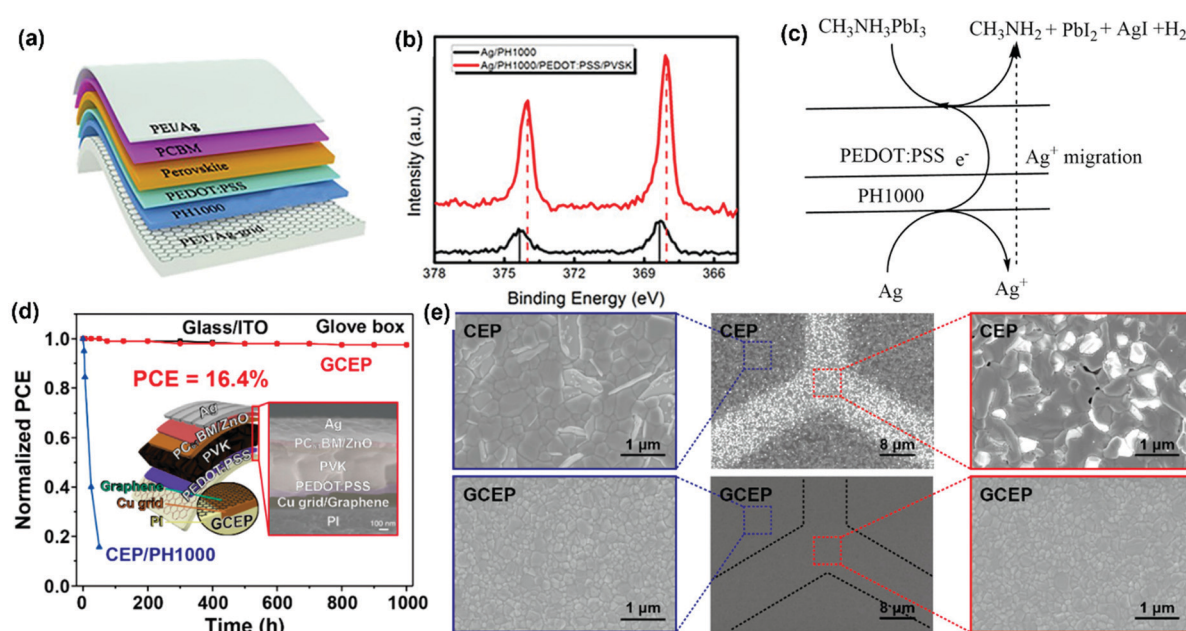 (a)
PEI/Ag
PCBM
Perovskite
PEDOT:PSS
PH1000
PET/Ag-grid
(b)
Ag/PH1000
Ag/PH1000/PEDOT:PSS/PVSK
Intensity (a.u.)
378 375 372 369 366
Binding Energy (eV)
(c)
CH3NH3PbI3 CH3NH2 + PbI2 + AgI +H2
PEDOT:PSS e- Ag+ migration
PH1000
Ag Ag+
(d)
Normalized PCE
1.0
0.8
0.6
0.4
0.2
0.0
Glass/ITO Glove box
GCEP
PCE = 16.4%
Ag
PC BM/ZnO
PVK
PEDOT:PSS
Graphene
Cu grid
PI
GCEP
Ag
PC BM/ZnO
PVK
PEDOT:PSS
Cu grid/Graphene
PI
100 nm
CEP/PH1000
0 200 400 600 800 1000
Time (h)
(e)
CEP CEP
1 µm 8 µm 1 µm
GCEP GCEP
1 µm 8 µm 1 µm